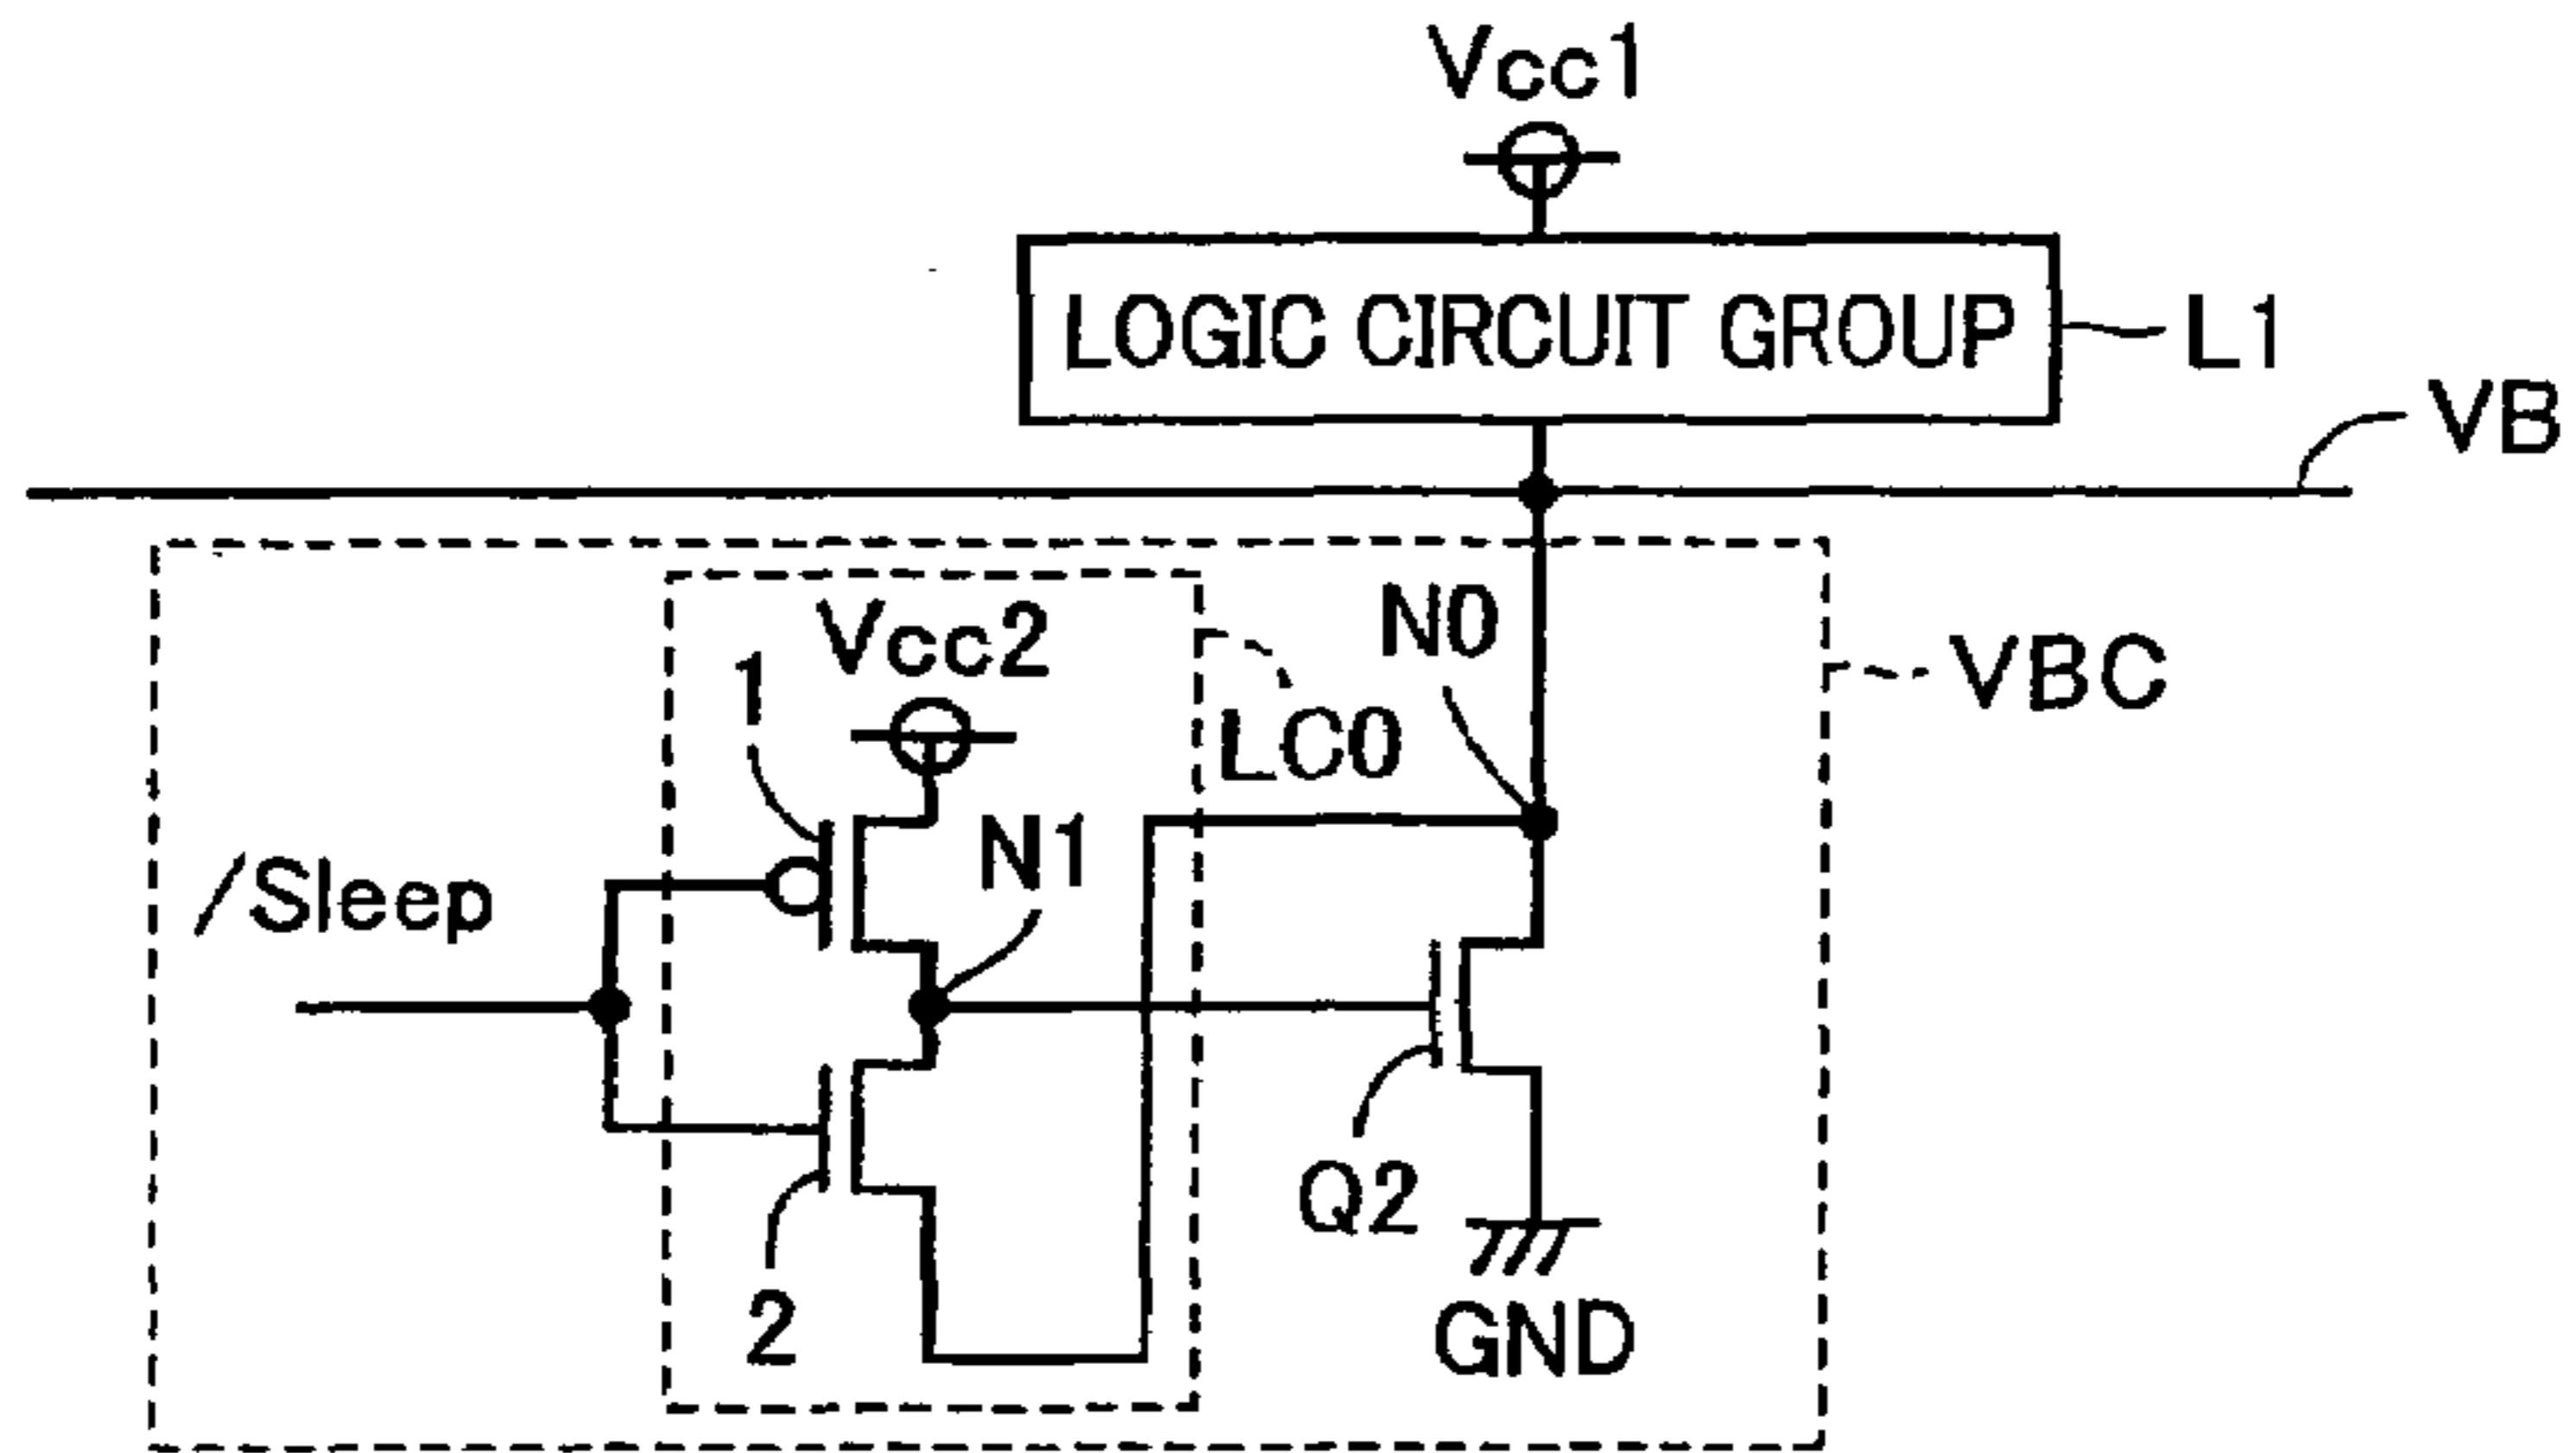 Vcc1
LOGIC CIRCUIT GROUP
L1
VB
N0
Vcc2
1
VBC
LC0
N1
/Sleep
Q2
2
GND